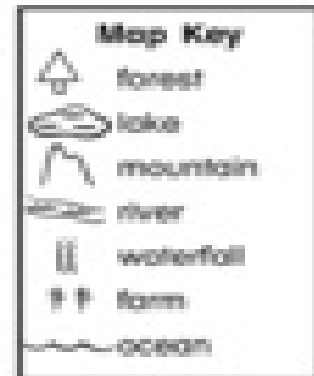 Map Key
forest
lake
mountain
river
waterfall
farm
ocean